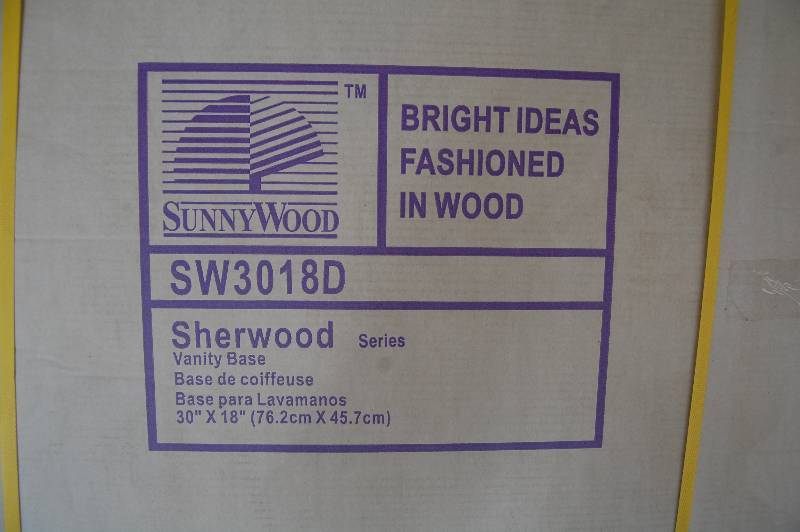 TM
SUNNYWOOD
BRIGHT IDEAS
FASHIONED
IN WOOD
SW3018D
Sherwood Series
Vanity Base
Base de coiffeuse
Base para Lavamanos
30" X 18" (76.2cm X 45.7cm)